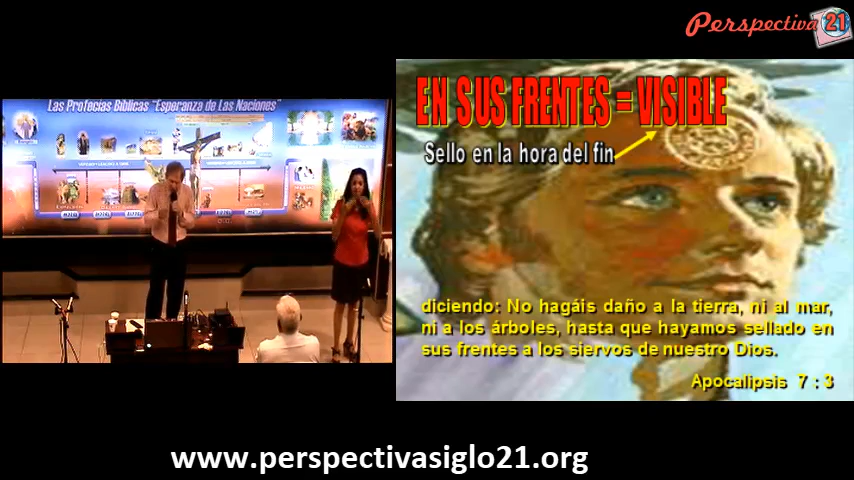 Perspectiva 21
Las Profecías Bíblicas "Esperanza de Las Naciones"
EN SUS FRENTES = VISIBLE
Sello en la hora del fin
diciendo: No hagáis daño a la tierra, ni al mar,
ni a los árboles, hasta que hayamos sellado en
sus frentes a los siervos de nuestro Dios.
Apocalipsis 7 : 3
www.perspectivasiglo21.org